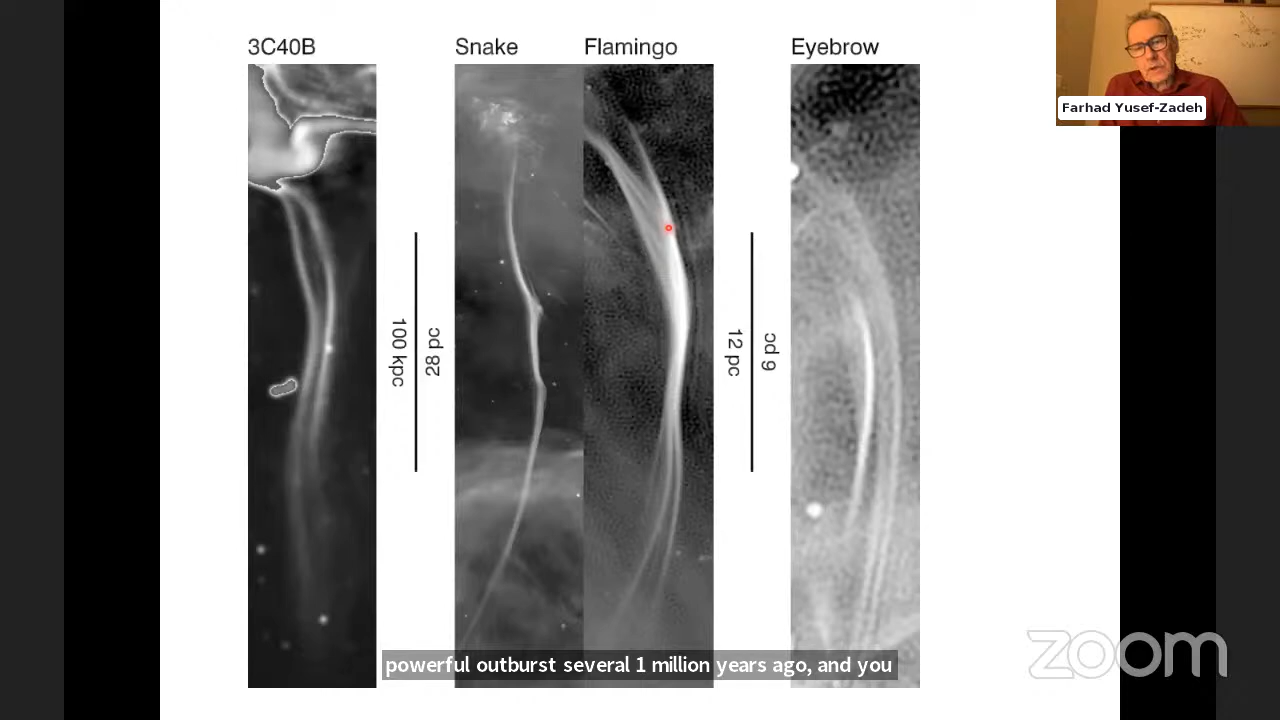 3C40B
Snake
Flamingo
Eyebrow
100 kpc
28 pc
12 pc
6 pc
Farhad Yusef-Zadeh
powerful outburst several 1 million years ago, and you
zoom